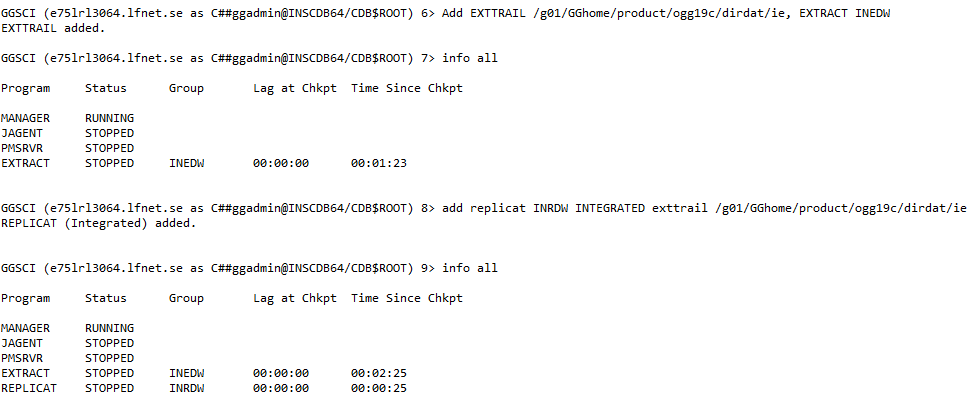 GGSCI (e75lrl3064.lfnet.se as C##ggadmin@INSCDB64/CDB$ROOT) 6> Add EXTTRAIL /g01/GGhome/product/ogg19c/dirdat/ie, EXTRACT INEDW
EXTTRAIL added.
GGSCI (e75lrl3064.lfnet.se as C##ggadmin@INSCDB64/CDB$ROOT) 7> info all
Program     Status      Group       Lag at Chkpt  Time Since Chkpt
MANAGER     RUNNING
JAGENT      STOPPED
PMSRVR      STOPPED
EXTRACT     STOPPED     INEDW       00:00:00      00:01:23
GGSCI (e75lrl3064.lfnet.se as C##ggadmin@INSCDB64/CDB$ROOT) 8> add replicat INRDW INTEGRATED exttrail /g01/GGhome/product/ogg19c/dirdat/ie
REPLICAT (Integrated) added.
GGSCI (e75lrl3064.lfnet.se as C##ggadmin@INSCDB64/CDB$ROOT) 9> info all
Program     Status      Group       Lag at Chkpt  Time Since Chkpt
MANAGER     RUNNING
JAGENT      STOPPED
PMSRVR      STOPPED
EXTRACT     STOPPED     INEDW       00:00:00      00:02:25
REPLICAT    STOPPED     INRDW       00:00:00      00:00:25